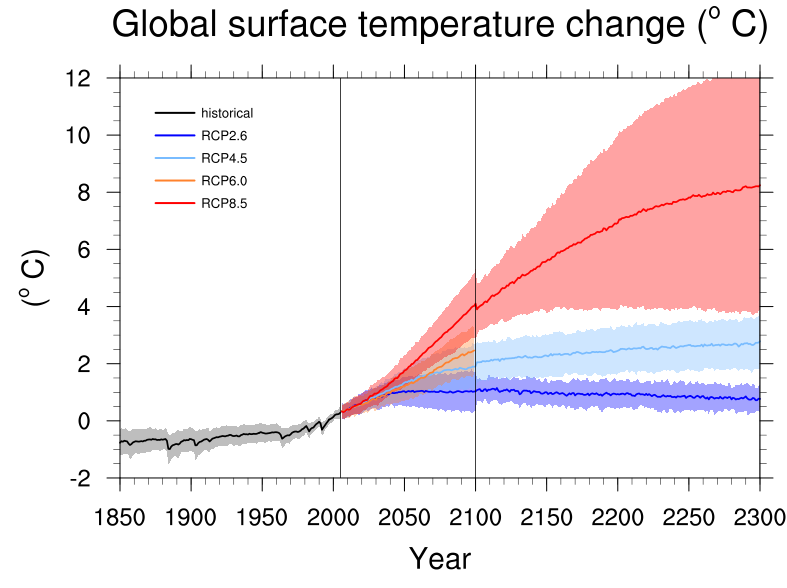 Global surface temperature change (° C)
12
10
8
6
4
2
0
-2
(° C)
historical
RCP2.6
RCP4.5
RCP6.0
RCP8.5
1850 1900 1950 2000 2050 2100 2150 2200 2250 2300
Year